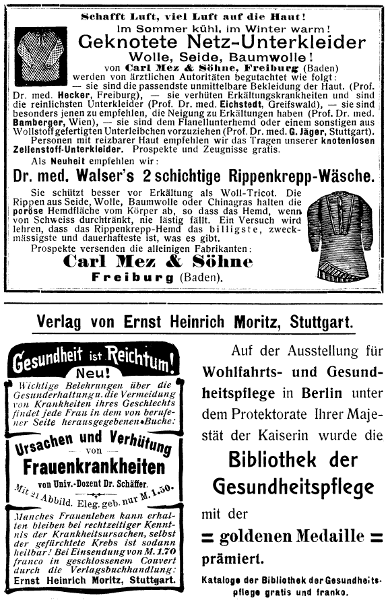 Schafft Luft, viel Luft auf die Haut!
Im Sommer kühl, im Winter warm!
Geknotete Netz-Unterkleider
Wolle, Seide, Baumwolle!
von Carl Mez & Söhne, Freiburg (Baden)
werden von ärztlichen Autoritäten begutachtet wie folgt:
— sie sind die passendste unmittelbare Bekleidung der Haut. (Prof.
Dr. med. Hecker, Freiburg), — sie verhüten Erkältungskrankheiten und sind
die reinlichsten Unterkleider (Prof. Dr. med. Eichstedt, Greifswald), — sie sind
besonders jenen zu empfehlen, die Neigung zu Erkältungen haben (Prof. Dr. med.
Bamberger, Wien), — sie sind dem Flanellunterhemd oder einem sonstigen aus
Wollstoff gefertigten Unterleibchen vorzuziehen (Prof. Dr. med. G. Jäger, Stuttgart).
Personen mit reizbarer Haut empfehlen wir das Tragen unserer knotenlosen
Zellenstoff-Unterkleider. Prospekte und Zeugnisse gratis.
Als Neuheit empfehlen wir:
Dr. med. Walser's 2 schichtige Rippenkrepp-Wäsche.
Sie schützt besser vor Erkältung als Woll-Tricot. Die
Rippen aus Seide, Wolle, Baumwolle oder Chinagras halten die
poröse Hemdfläche vom Körper ab, so dass das Hemd, wenn
von Schweiss durchtränkt, nie lästig fällt. Ein Versuch wird
lehren, dass das Rippenkrepp-Hemd das billigste, zweck-
mässigste und dauerhafteste ist, was es gibt.
Prospekte versenden die alleinigen Fabrikanten:
Carl Mez & Söhne
Freiburg (Baden).
Verlag von Ernst Heinrich Moritz, Stuttgart.
Gesundheit ist Reichtum!
Neu!
Wichtige Belehrungen über die
Gesunderhaltung u. die Vermeidung
von Krankheiten ihres Geschlechts
findet jede Frau in dem von berufe-
ner Seite herausgegebenen Buche:
Ursachen und Verhütung
von
Frauenkrankheiten
von Univ.-Dozent Dr. Schäffer.
Mit 21 Abbild. Eleg. geb. nur M. 1.50.
Manches Frauenleben kann erhal-
ten bleiben bei rechtzeitiger Kennt-
nis der Krankheitsursachen, selbst
der gefürchtete Krebs ist sodann
heilbar! Bei Einsendung von M. 1.70
franco in geschlossenem Couvert
durch die Verlagsbuchhandlung:
Ernst Heinrich Moritz, Stuttgart.
Auf der Ausstellung für
Wohlfahrts- und Gesund-
heitspflege in Berlin unter
dem Protektorate Ihrer Maje-
stät der Kaiserin wurde die
Bibliothek der
Gesundheitspflege
mit der
= goldenen Medaille =
prämiert.
Kataloge der Bibliothek der Gesundheits-
pflege gratis und franko.